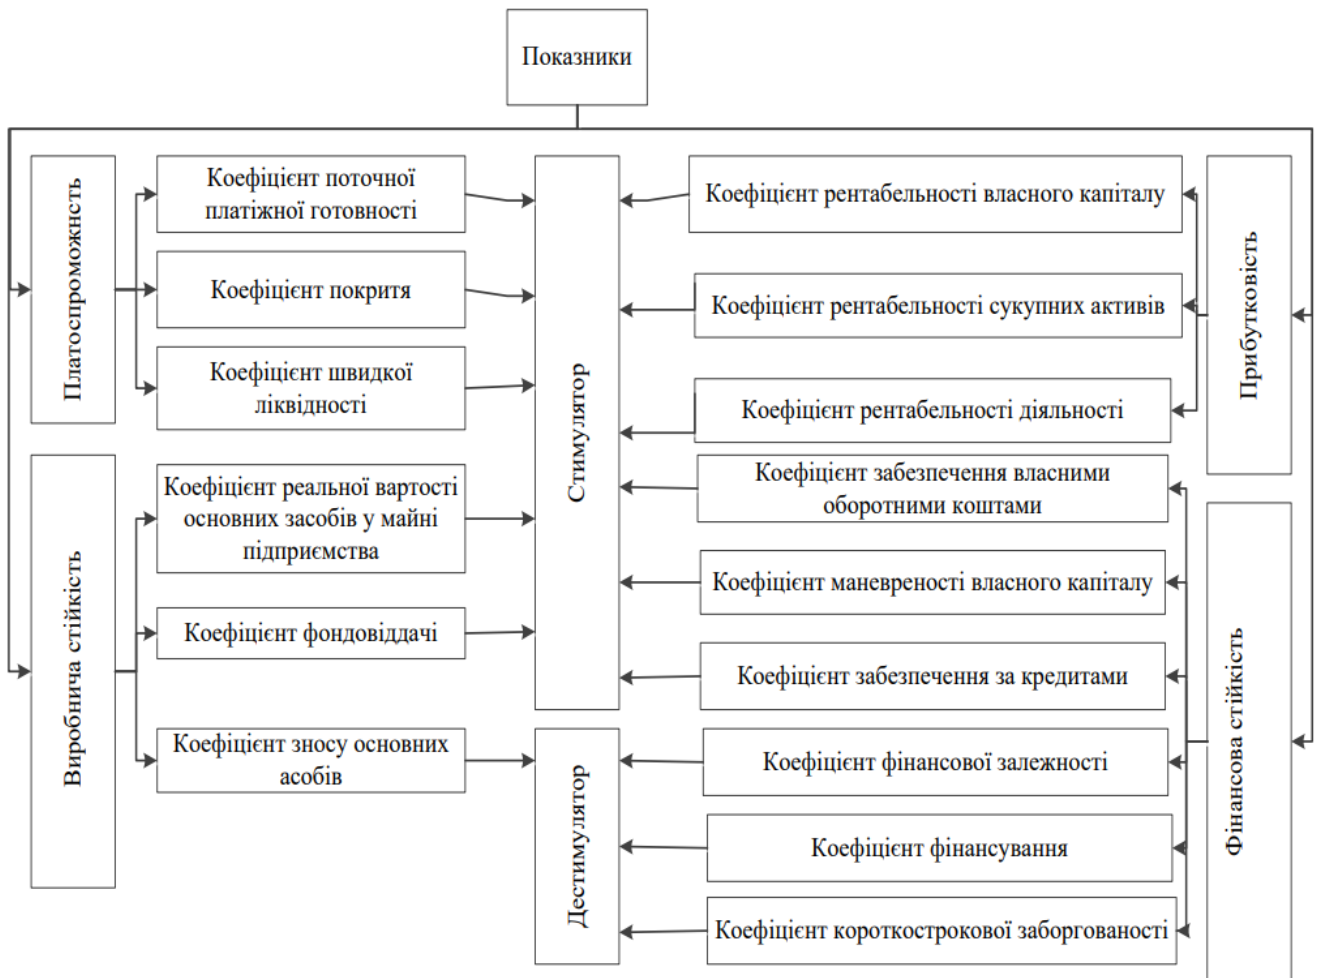 Показники
Платоспроможнсть
Коефіцієнт поточної
платіжної готовності
Коефіцієнт покритя
Коефіцієнт швидкої
ліквідності
Виробнича стійкість
Коефіцієнт реальної вартості
основних засобів у майні
підприємства
Коефіцієнт фондовіддачі
Коефіцієнт зносу основних
асобів
Стимулятор
Дестимулятор
Коефіцієнт рентабельності власного капіталу
Коефіцієнт рентабельності сукупних активів
Коефіцієнт рентабельності діяльності
Коефіцієнт забезпечення власними
оборотними коштами
Коефіцієнт маневреності власного капіталу
Коефіцієнт забезпечення за кредитами
Коефіцієнт фінансової залежності
Коефіцієнт фінансування
Коефіцієнт короткострокової заборгованості
Прибутковість
Фінансова стійкість